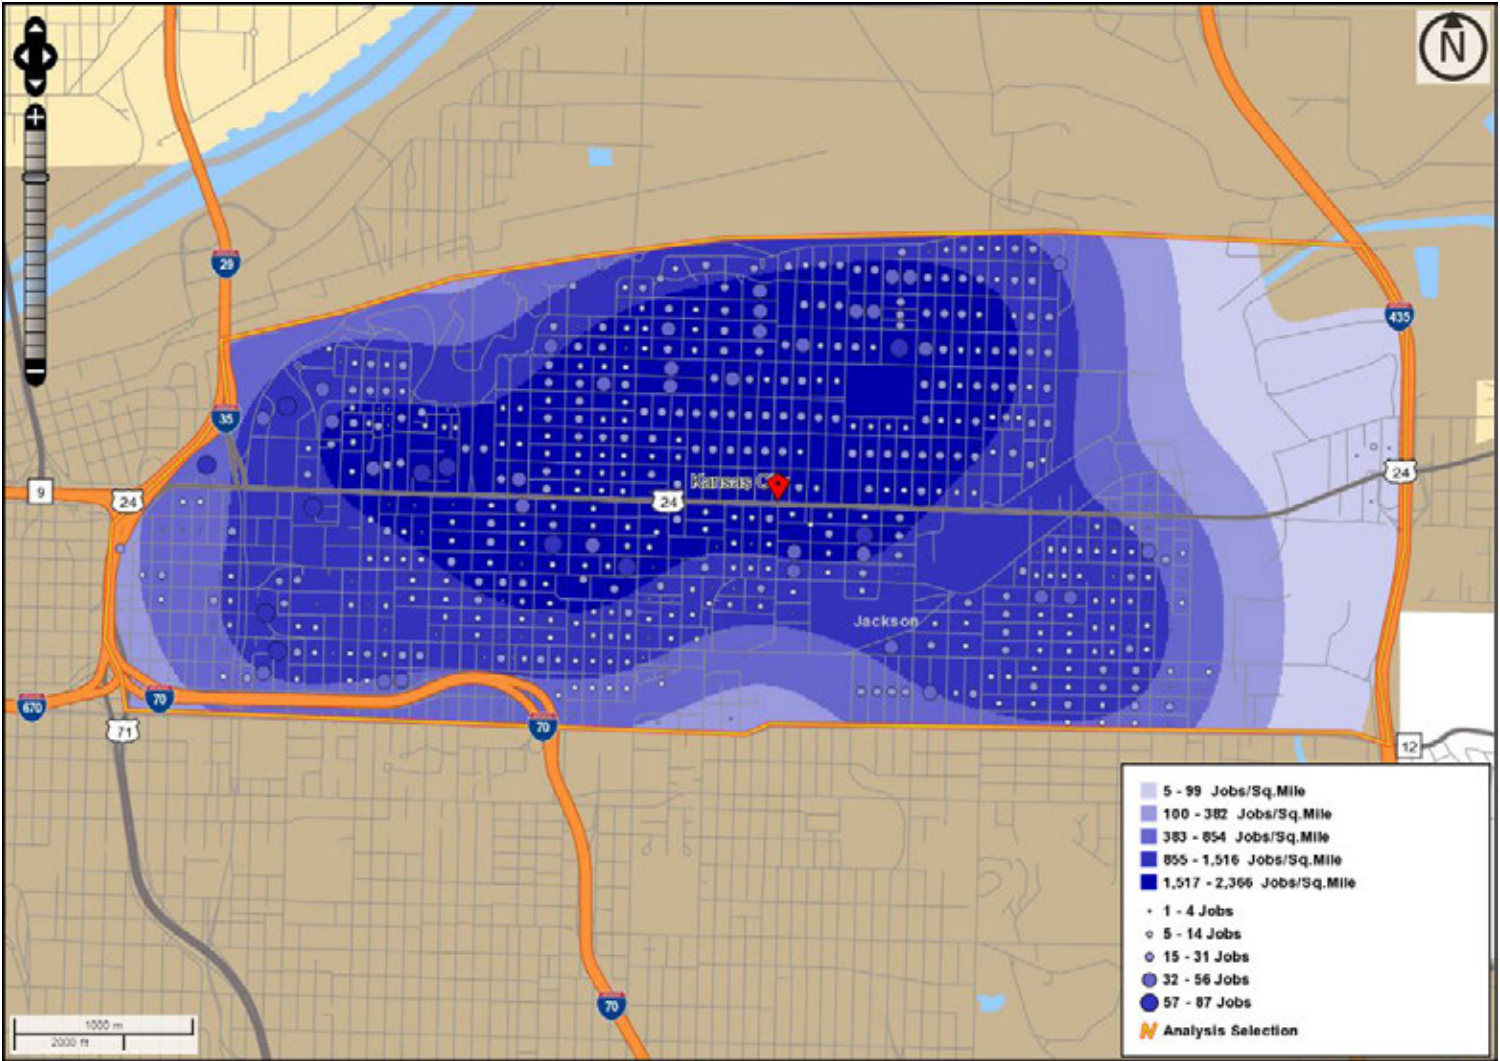 N
29
435
35
24
9
24
Kansas C
24
Jackson
670
70
70
71
12
5 - 99 Jobs/Sq.Mile
100 - 382 Jobs/Sq.Mile
383 - 854 Jobs/Sq.Mile
855 - 1,516 Jobs/Sq.Mile
1,517 - 2,366 Jobs/Sq.Mile
1 - 4 Jobs
5 - 14 Jobs
15 - 31 Jobs
32 - 56 Jobs
57 - 87 Jobs
Analysis Selection
70
1000 m
2000 ft